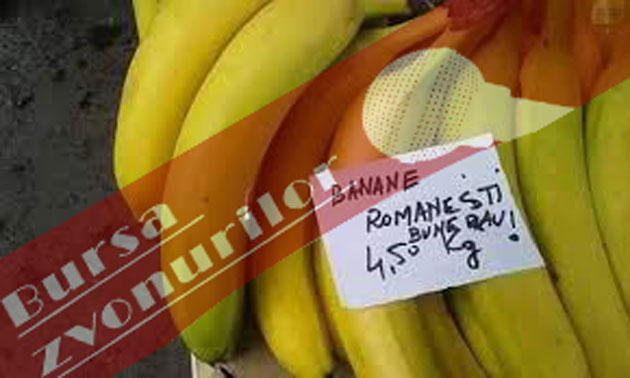 Bursa
zvonurilor
BANANE
ROMANESTI
BUNE RAU!
4,50 Kg